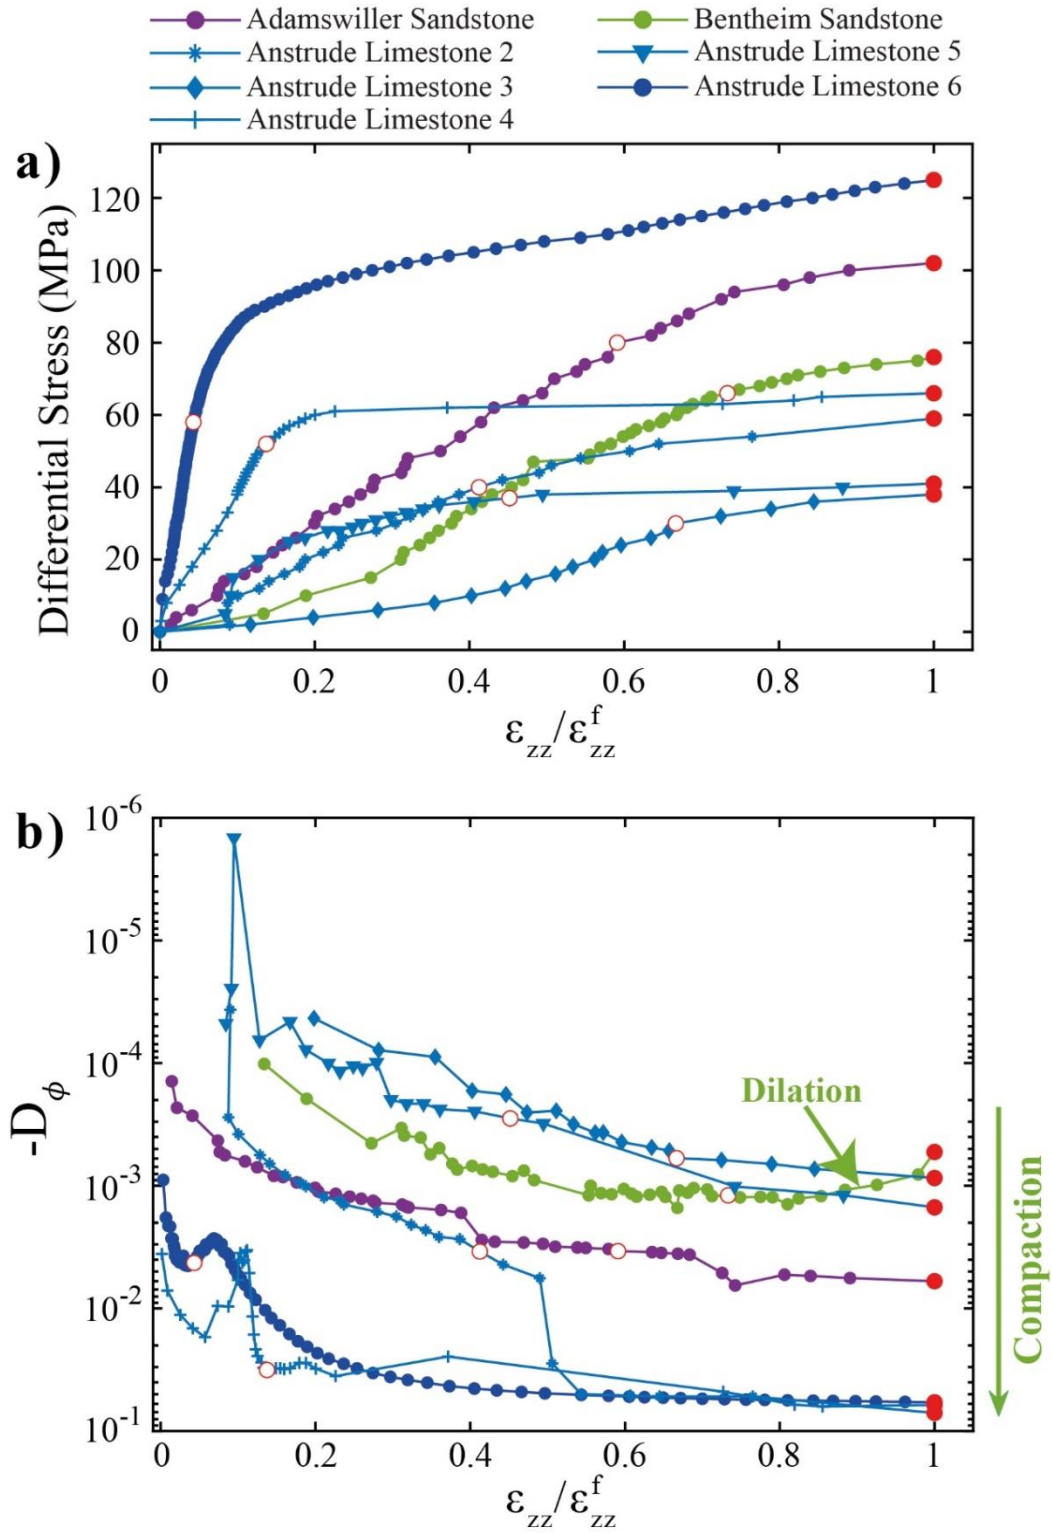 Adamswiller Sandstone Bentheim Sandstone
Anstrude Limestone 2 Anstrude Limestone 5
Anstrude Limestone 3 Anstrude Limestone 6
Anstrude Limestone 4
a)
Differential Stress (MPa)
120
100
80
60
40
20
0
0 0.2 0.4 0.6 0.8 1
ε_zz/ε^f_zz
b)
-D_ϕ
10^-6
10^-5
10^-4
10^-3
10^-2
10^-1
Dilation
Compaction
0 0.2 0.4 0.6 0.8 1
ε_zz/ε^f_zz